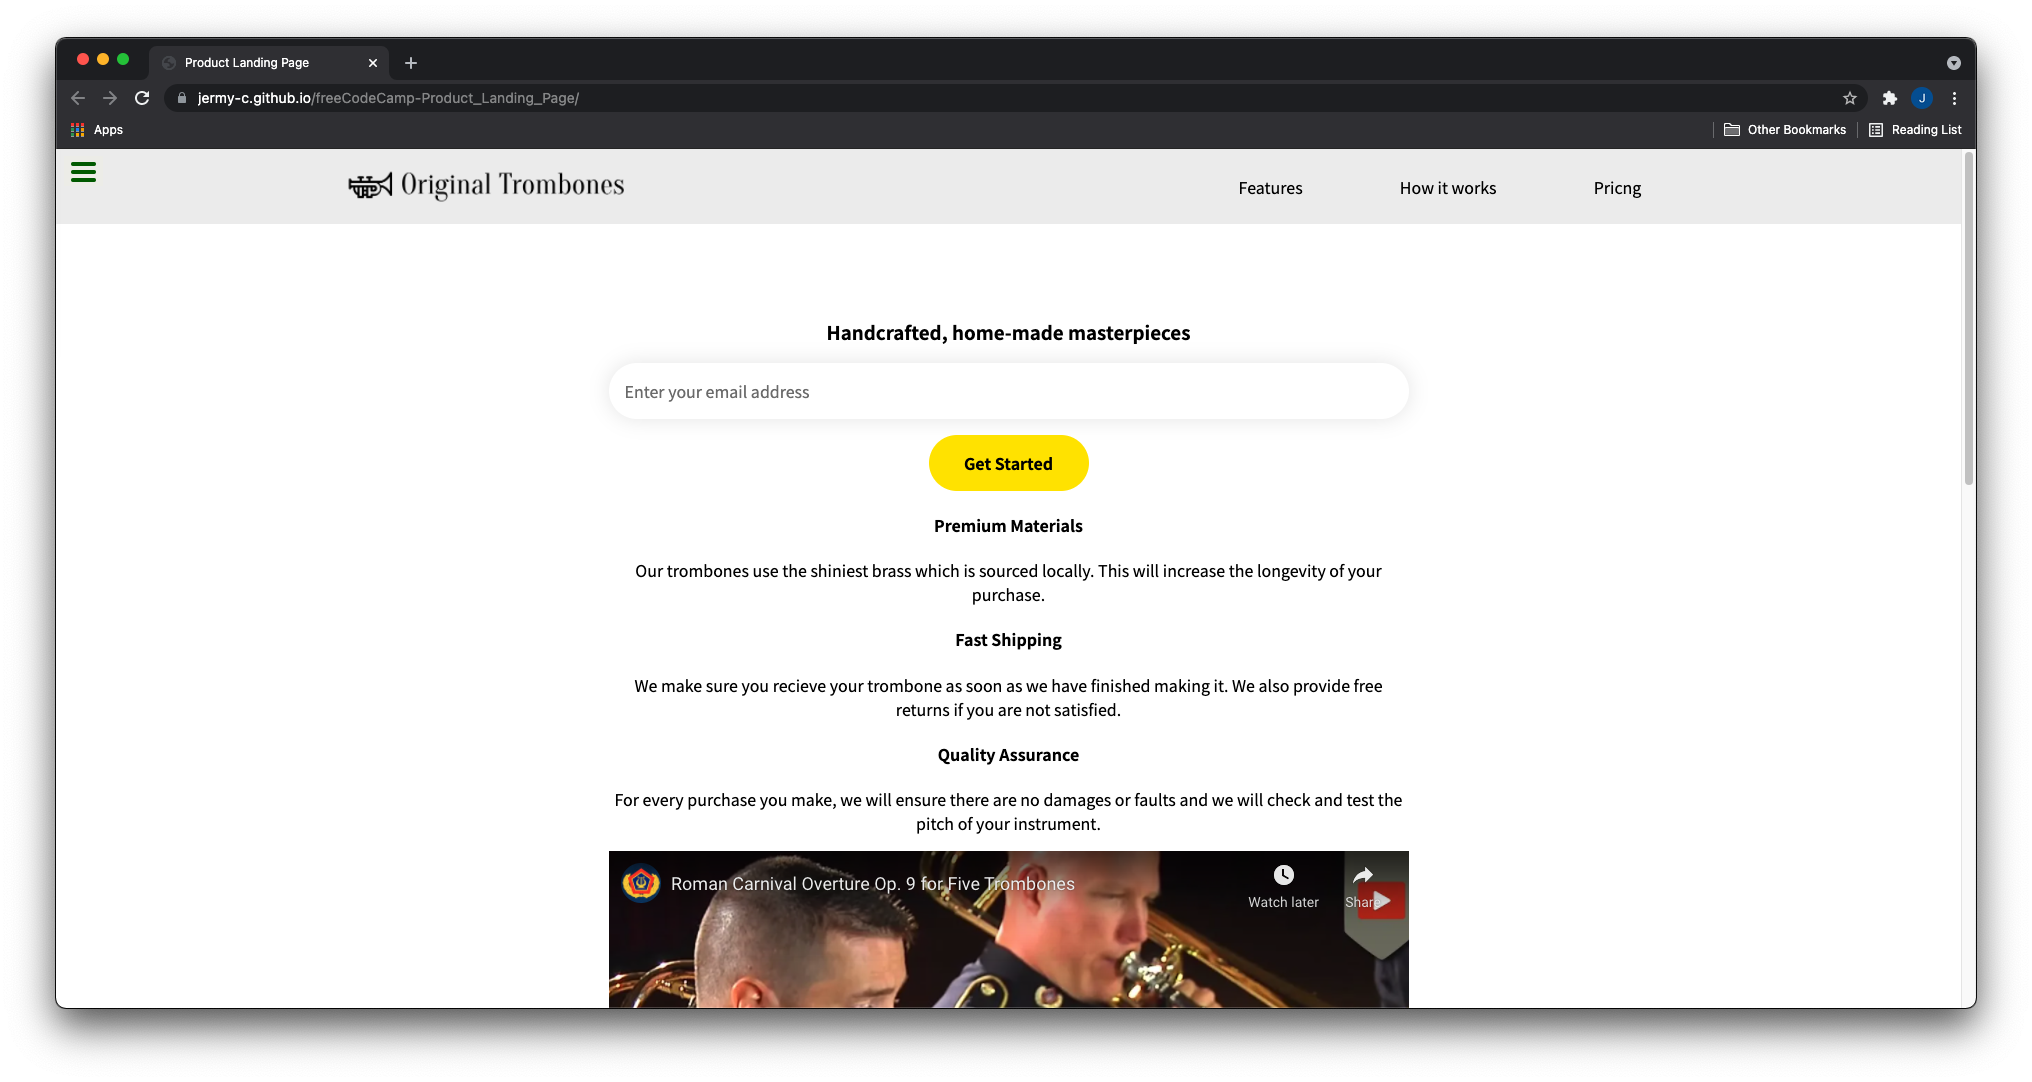 Product Landing Page
jermy-c.github.io/freeCodeCamp-Product_Landing_Page/
J
Apps
Other Bookmarks
Reading List
Original Trombones
Features
How it works
Pricng
Handcrafted, home-made masterpieces
Enter your email address
Get Started
Premium Materials
Our trombones use the shiniest brass which is sourced locally. This will increase the longevity of your
purchase.
Fast Shipping
We make sure you recieve your trombone as soon as we have finished making it. We also provide free
returns if you are not satisfied.
Quality Assurance
For every purchase you make, we will ensure there are no damages or faults and we will check and test the
pitch of your instrument.
Roman Carnival Overture Op. 9 for Five Trombones
Watch later
Share